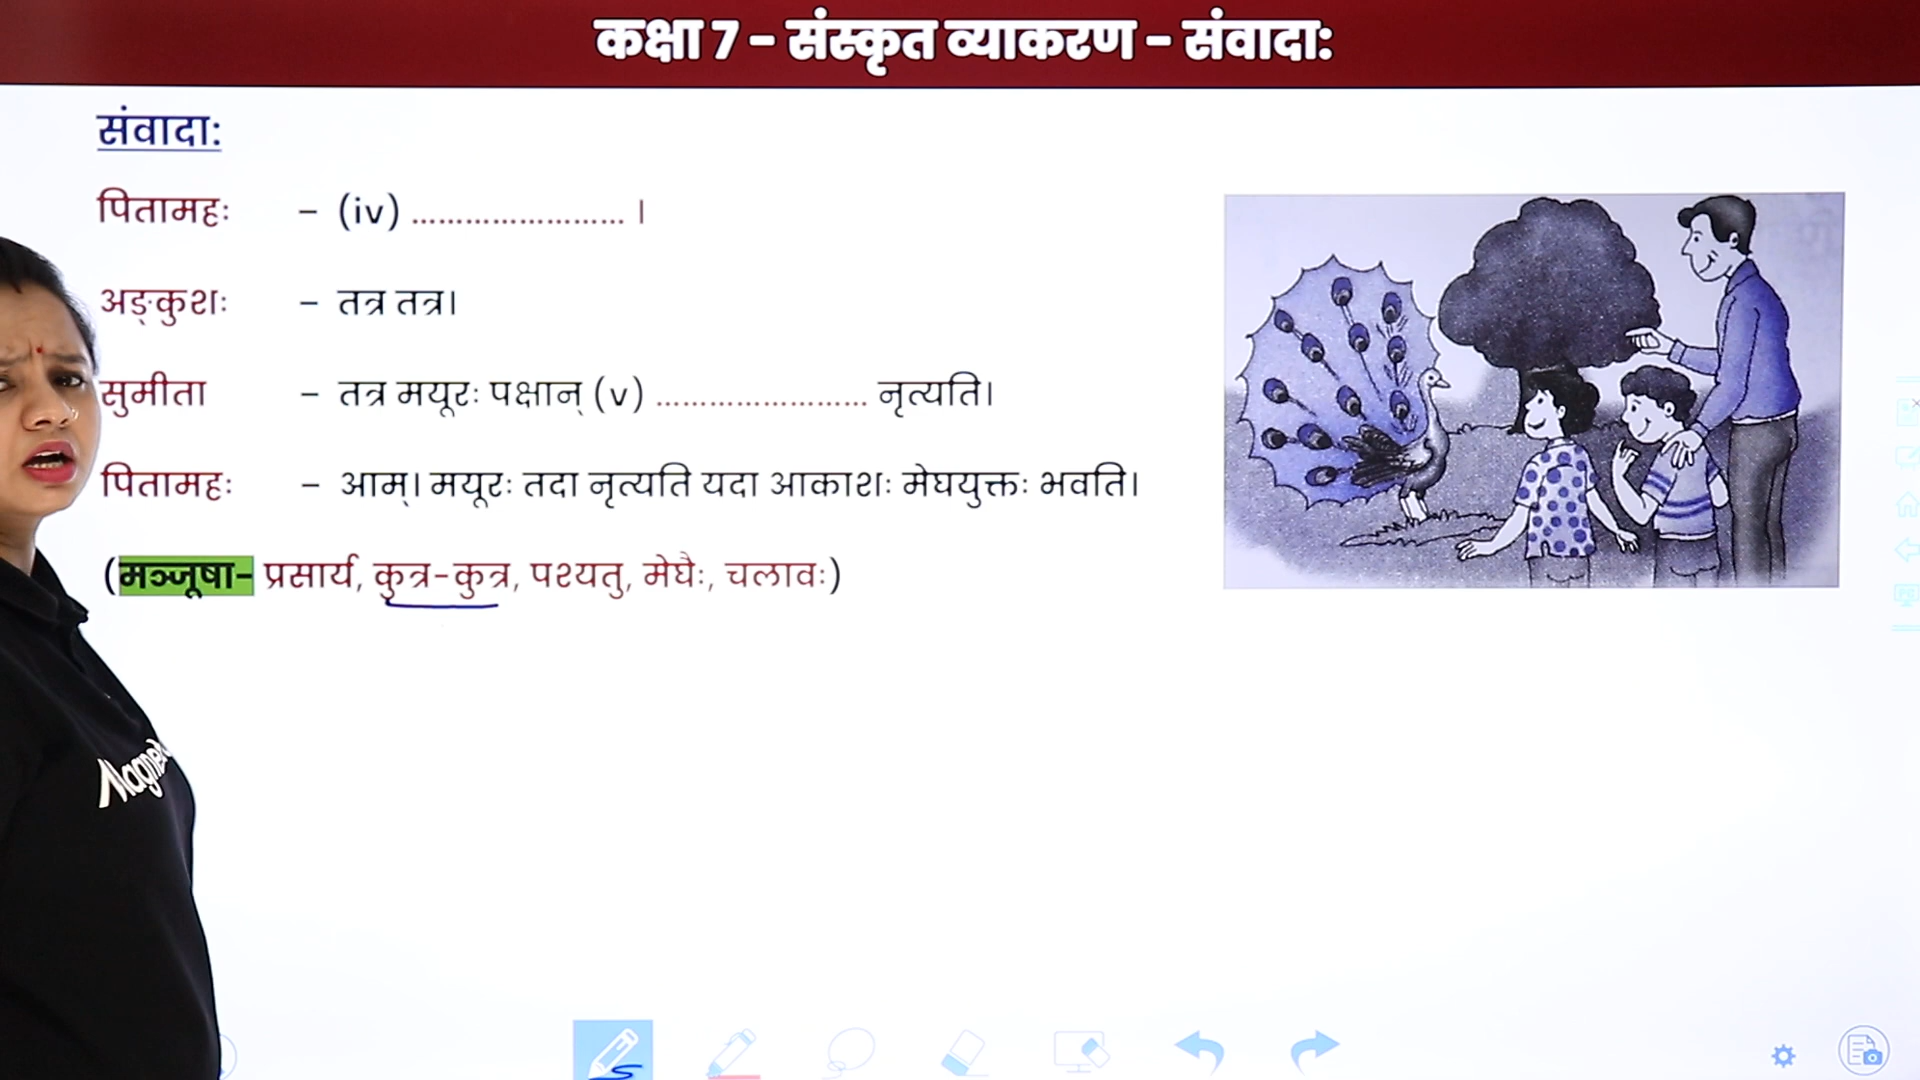 कक्षा 7 - संस्कृत व्याकरण - संवादा:
संवादा:
पितामहः – (iv) ........................ ।
अङ्कुशः – तत्र तत्र।
सुमीता – तत्र मयूरः पक्षान् (v) ........................ नृत्यति।
पितामहः – आम्। मयूरः तदा नृत्यति यदा आकाशः मेघयुक्तः भवति।
(मञ्जूषा- प्रसार्य, कुत्र-कुत्र, पश्यतु, मेघैः, चलावः)